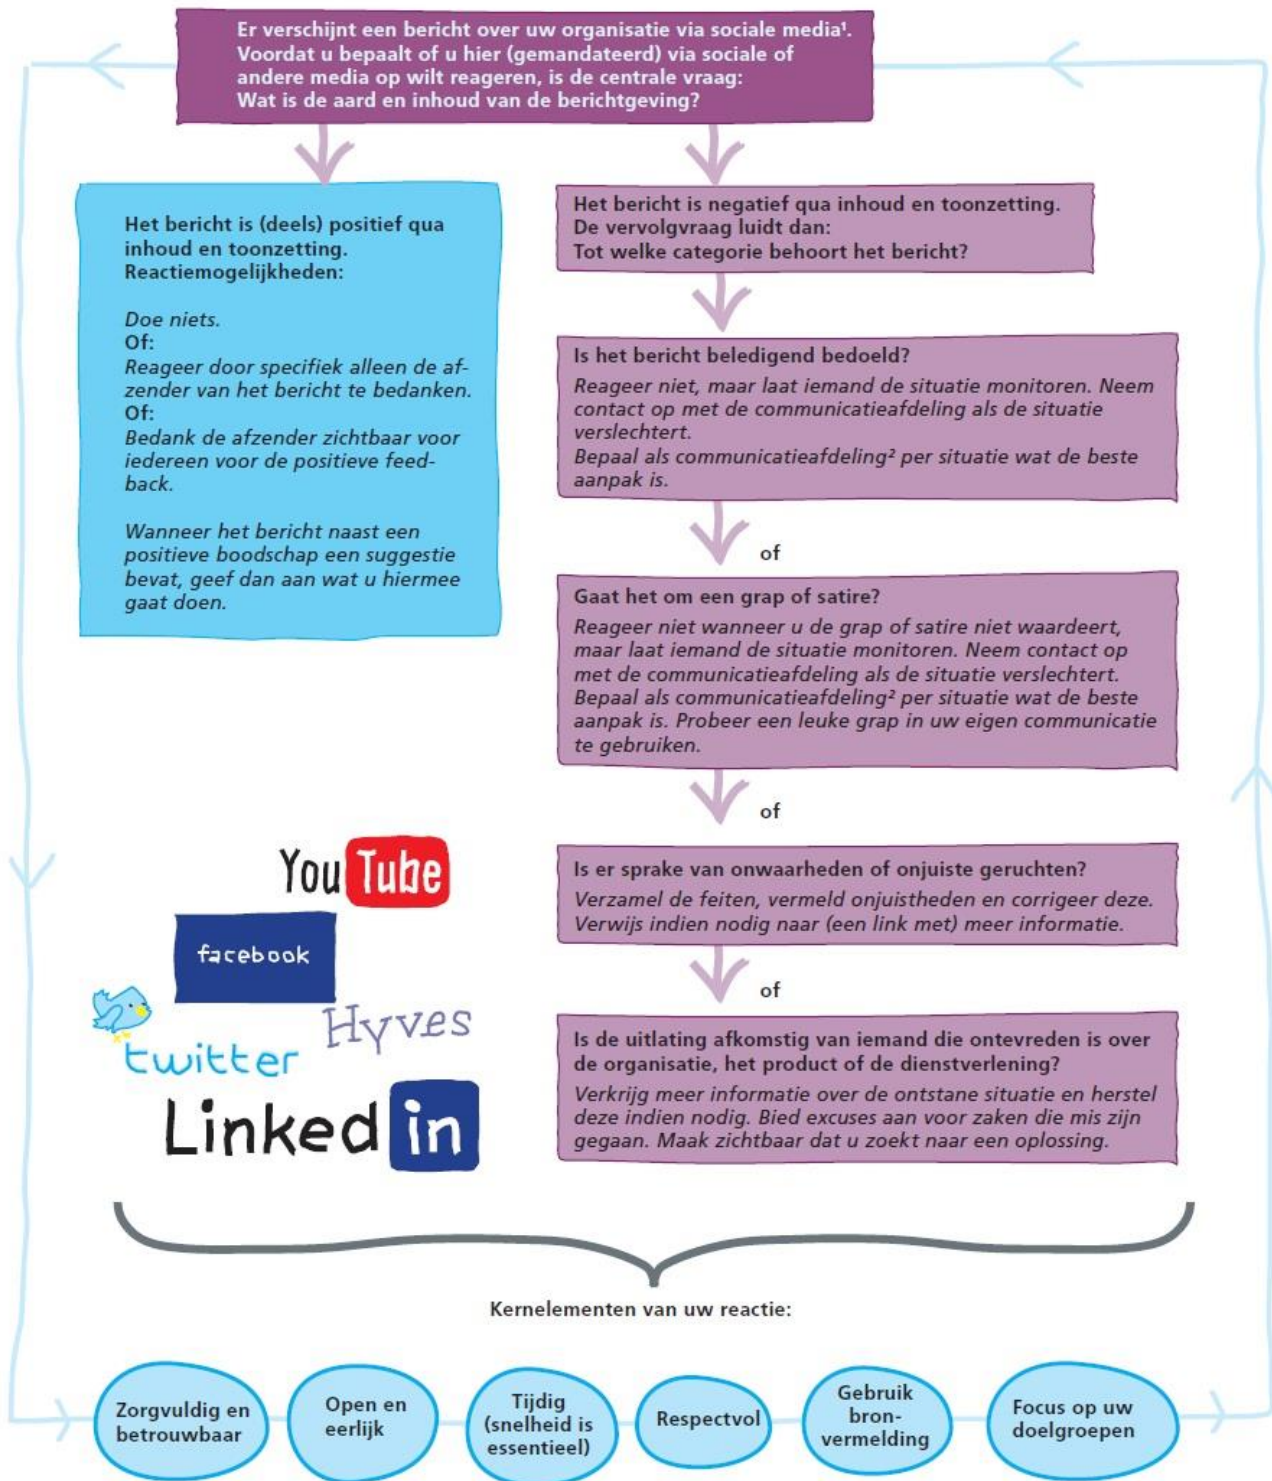 Er verschijnt een bericht over uw organisatie via sociale media¹.
Voordat u bepaalt of u hier (gemandateerd) via sociale of
andere media op wilt reageren, is de centrale vraag:
Wat is de aard en inhoud van de berichtgeving?
Het bericht is (deels) positief qua
inhoud en toonzetting.
Reactiemogelijkheden:
Doe niets.
Of:
Reageer door specifiek alleen de af-
zender van het bericht te bedanken.
Of:
Bedank de afzender zichtbaar voor
iedereen voor de positieve feed-
back.
Wanneer het bericht naast een
positieve boodschap een suggestie
bevat, geef dan aan wat u hiermee
gaat doen.
Het bericht is negatief qua inhoud en toonzetting.
De vervolgvraag luidt dan:
Tot welke categorie behoort het bericht?
Is het bericht beledigend bedoeld?
Reageer niet, maar laat iemand de situatie monitoren. Neem
contact op met de communicatieafdeling als de situatie
verslechtert.
Bepaal als communicatieafdeling² per situatie wat de beste
aanpak is.
of
Gaat het om een grap of satire?
Reageer niet wanneer u de grap of satire niet waardeert,
maar laat iemand de situatie monitoren. Neem contact op
met de communicatieafdeling als de situatie verslechtert.
Bepaal als communicatieafdeling² per situatie wat de beste
aanpak is. Probeer een leuke grap in uw eigen communicatie
te gebruiken.
of
Is er sprake van onwaarheden of onjuiste geruchten?
Verzamel de feiten, vermeld onjuistheden en corrigeer deze.
Verwijs indien nodig naar (een link met) meer informatie.
of
Is de uitlating afkomstig van iemand die ontevreden is over
de organisatie, het product of de dienstverlening?
Verkrijg meer informatie over de ontstane situatie en herstel
deze indien nodig. Bied excuses aan voor zaken die mis zijn
gegaan. Maak zichtbaar dat u zoekt naar een oplossing.
YouTube
facebook
Hyves
twitter
Linked in
Kernelementen van uw reactie:
Zorgvuldig en
betrouwbaar
Open en
eerlijk
Tijdig
(snelheid is
essentieel)
Respectvol
Gebruik
bron-
vermelding
Focus op uw
doelgroepen